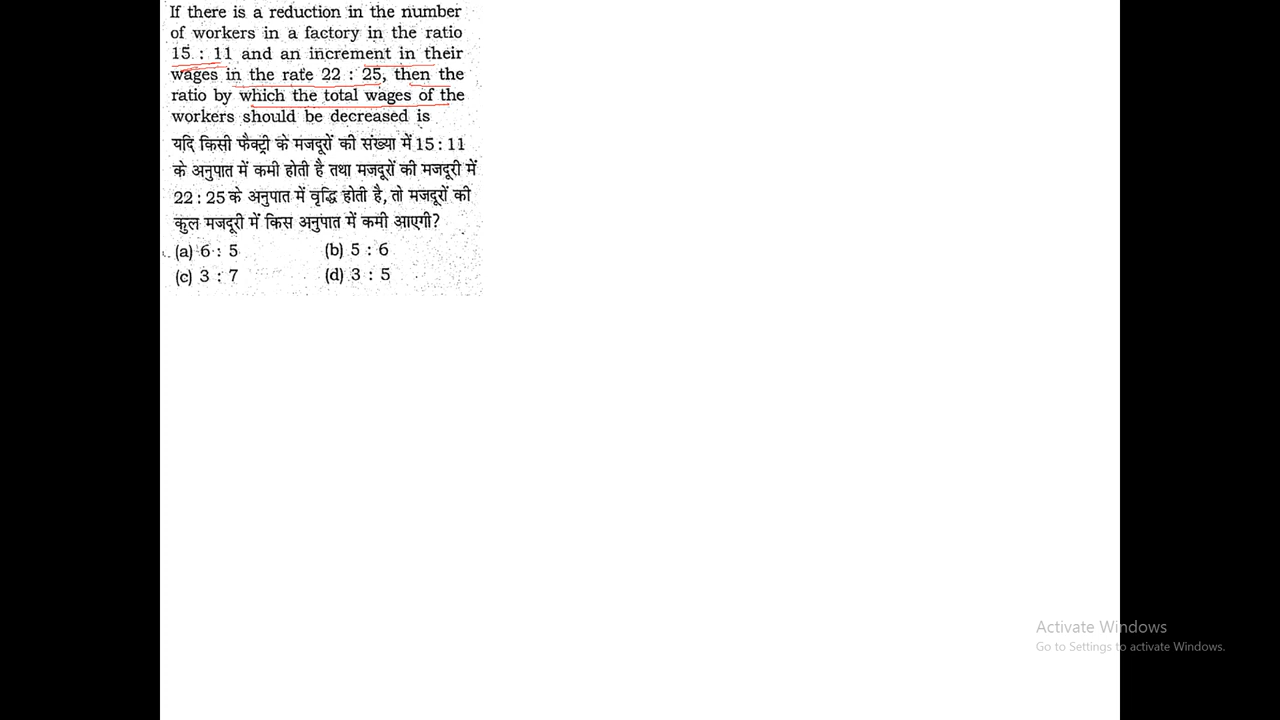 If there is a reduction in the number
of workers in a factory in the ratio
15 : 11 and an increment in their
wages in the rate 22 : 25, then the
ratio by which the total wages of the
workers should be decreased is
यदि किसी फैक्ट्री के मजदूरों की संख्या में 15 : 11
के अनुपात में कमी होती है तथा मजदूरों की मजदूरी में
22 : 25 के अनुपात में वृद्धि होती है, तो मजदूरों की
कुल मजदूरी में किस अनुपात में कमी आएगी?
(a) 6 : 5 (b) 5 : 6
(c) 3 : 7 (d) 3 : 5
Activate Windows
Go to Settings to activate Windows.